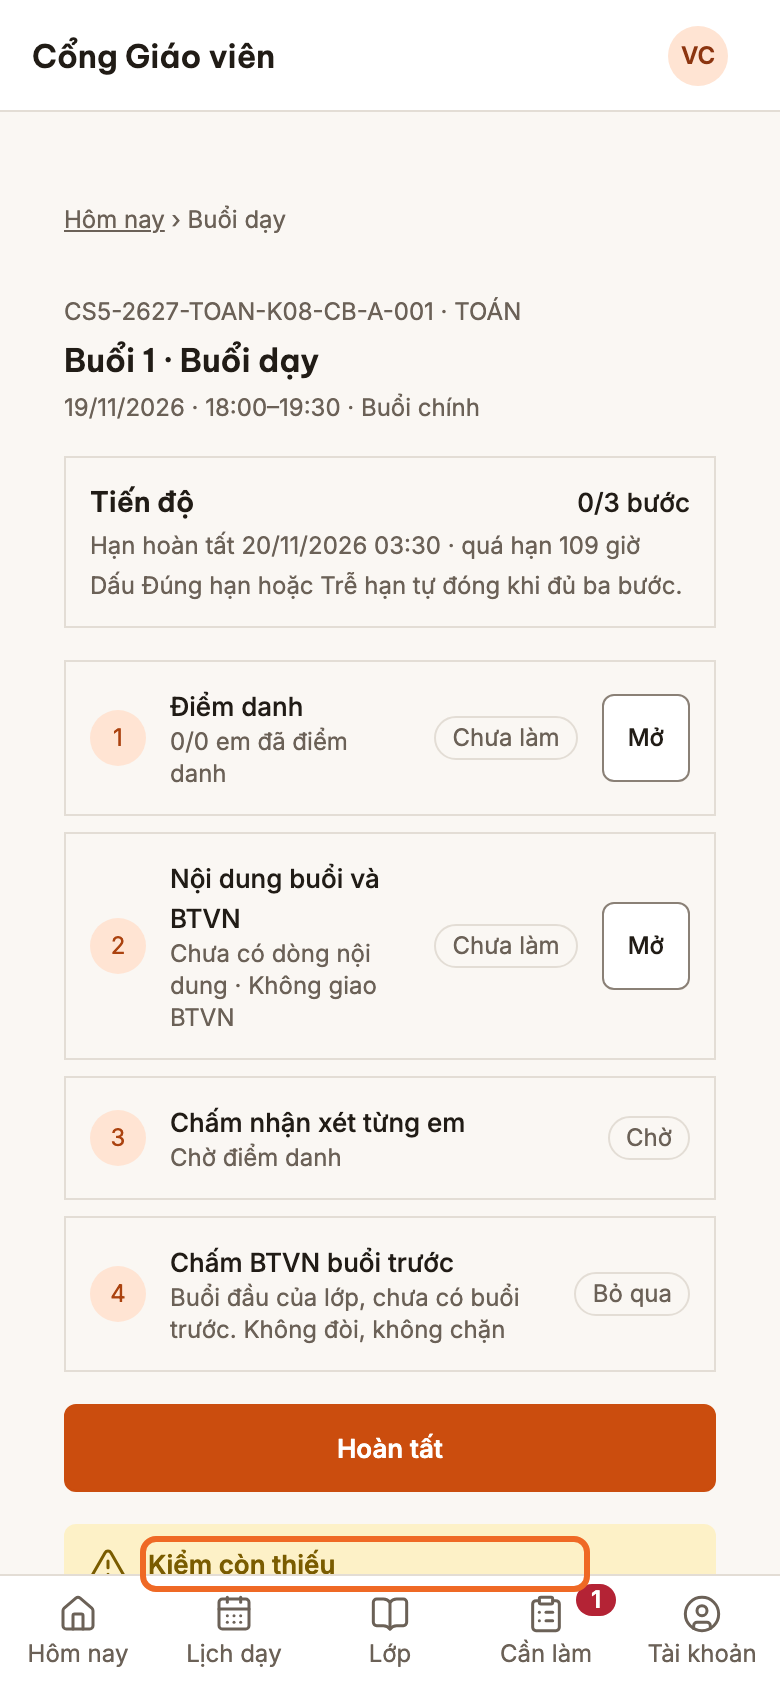 Cổng Giáo viên
VC
Hôm nay › Buổi dạy
CS5-2627-TOAN-K08-CB-A-001 · TOÁN
Buổi 1 · Buổi dạy
19/11/2026 · 18:00–19:30 · Buổi chính
Tiến độ
0/3 bước
Hạn hoàn tất 20/11/2026 03:30 · quá hạn 109 giờ
Dấu Đúng hạn hoặc Trễ hạn tự đóng khi đủ ba bước.
1
Điểm danh
0/0 em đã điểm
danh
Chưa làm
Mở
2
Nội dung buổi và
BTVN
Chưa có dòng nội
dung · Không giao
BTVN
Chưa làm
Mở
3
Chấm nhận xét từng em
Chờ điểm danh
Chờ
4
Chấm BTVN buổi trước
Buổi đầu của lớp, chưa có buổi
trước. Không đòi, không chặn
Bỏ qua
Hoàn tất
Kiểm còn thiếu
1
Hôm nay
Lịch dạy
Lớp
Cần làm
Tài khoản